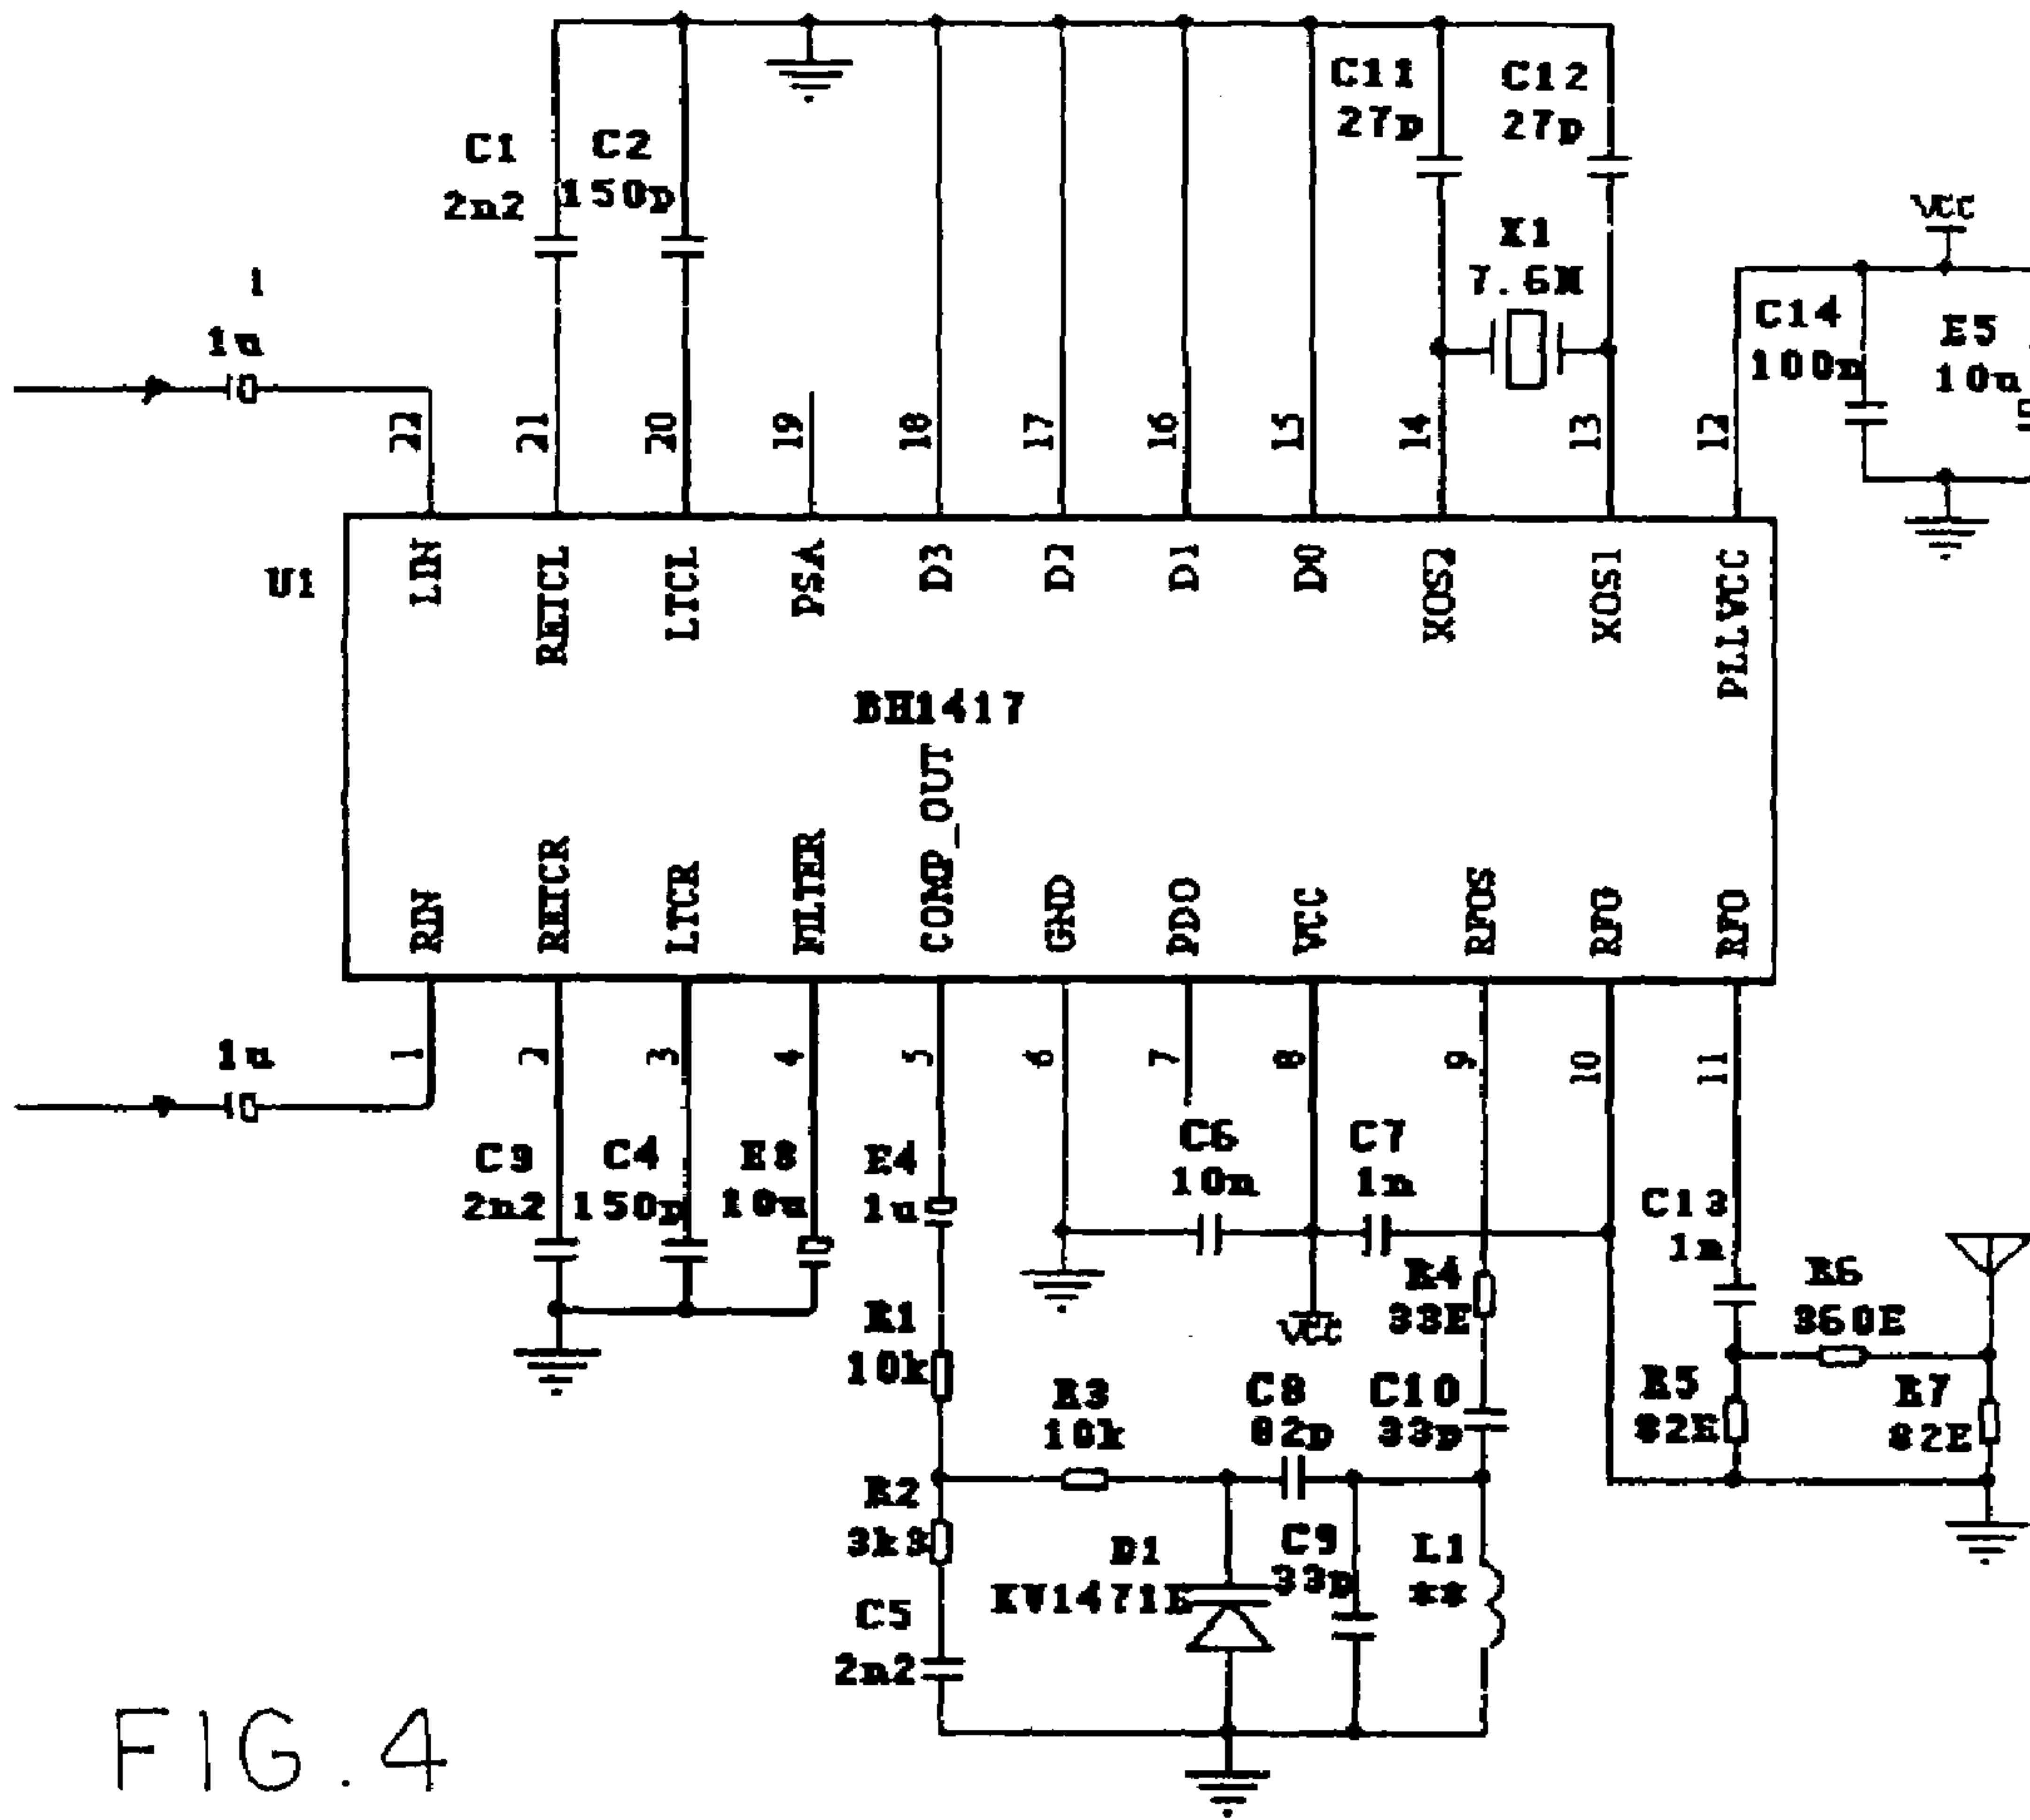 C11
27p
C12
27p
C1
2n2
C2
150p
VCC
X1
7.6M
1
1u
C14
100n
E5
10u
22
21
20
19
18
17
16
15
14
13
12
U1
LIN
RETCL
LTCL
PSA
D3
D2
D1
D0
XOS2
XOS1
PLLVCC
BH1417
RIN
RETCR
LTCR
FILTER
COMP_OUT
GND
PDO
VCC
RFOS
RFO
1u
1
2
3
4
5
6
7
8
9
10
11
C4
150p
E4
1u
C6
10n
C7
1n
2n2
10u
C13
1n
R4
33E
R6
360E
VCC
R1
10k
R3
10k
C8
82p
C10
33p
R5
82E
R7
82E
R2
D1
C9
33p
L1
**
C5
2n2
FIG.4